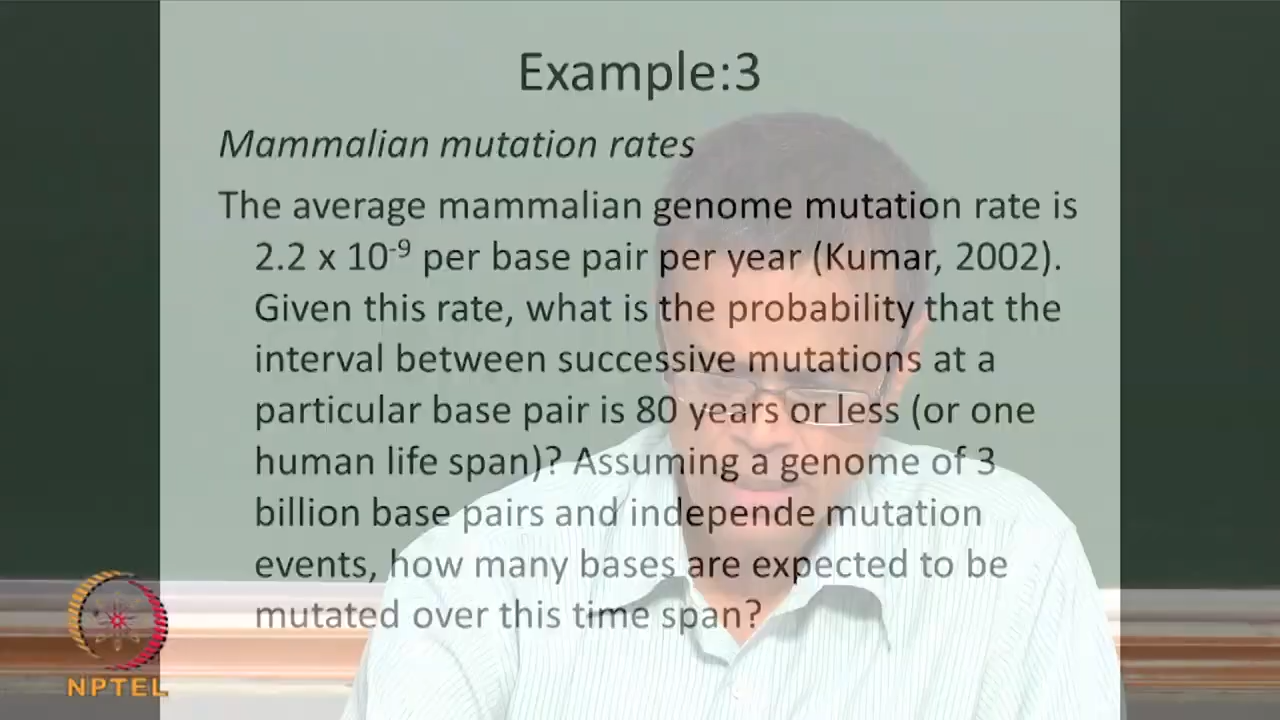 Example:3
Mammalian mutation rates
The average mammalian genome mutation rate is
2.2 x 10⁻⁹ per base pair per year (Kumar, 2002).
Given this rate, what is the probability that the
interval between successive mutations at a
particular base pair is 80 years or less (or one
human life span)? Assuming a genome of 3
billion base pairs and independe mutation
events, how many bases are expected to be
mutated over this time span?
NPTEL